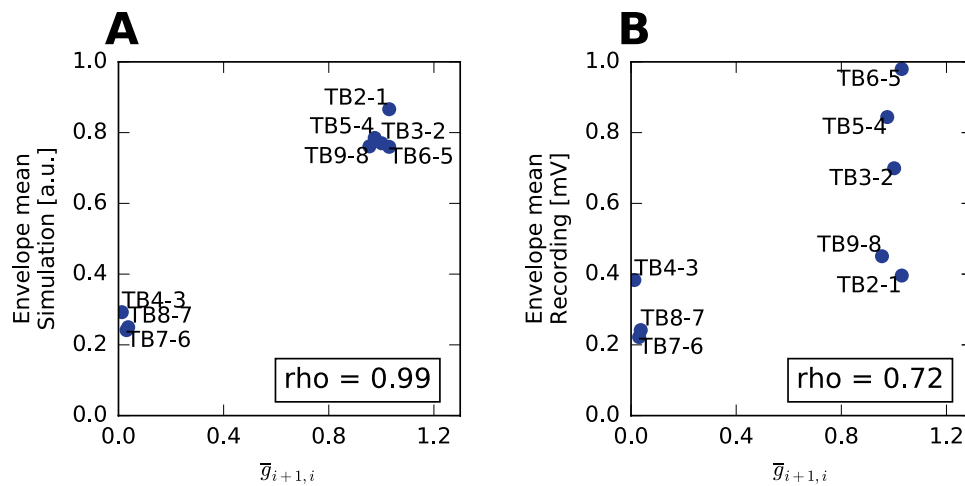 A
1.0
0.8
0.6
0.4
0.2
0.0
Envelope mean
Simulation [a.u.]
TB2-1
TB5-4
TB3-2
TB9-8
TB6-5
TB4-3
TB8-7
TB7-6
rho = 0.99
0.0 0.4 0.8 1.2
g̅ i+1, i
B
1.0
0.8
0.6
0.4
0.2
0.0
Envelope mean
Recording [mV]
TB6-5
TB5-4
TB3-2
TB9-8
TB2-1
TB4-3
TB8-7
TB7-6
rho = 0.72
0.0 0.4 0.8 1.2
g̅ i+1, i